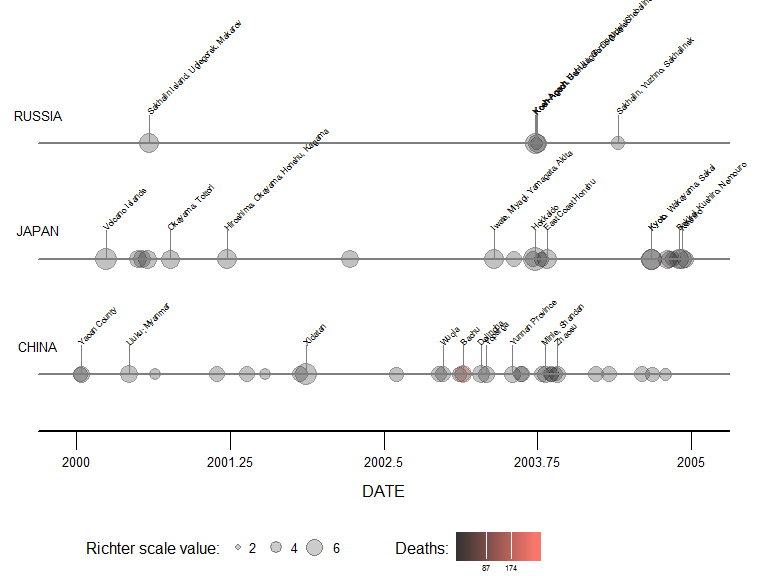 RUSSIA
Sakhalin Island, Uglegorsk, Makarov
Sakhalin, Yuzhno Sakhalinsk
JAPAN
Volcano Islands
Okayama, Tottori
Hiroshima, Okayama, Honshu, Kagawa
Iwate, Miyagi, Yamagata, Akita
Hokkaido
East Coast Honshu
Kyoto, Wakayama, Sakai
Kushiro, Nemuro
CHINA
Yaoan County
Liuku; Myanmar
Xidatan
Wuqia
Bachu
Delingha
Yunnan Province
Minle, Shandan
Zhaosu
2000 2001.25 2002.5 2003.75 2005
DATE
Richter scale value: 2 4 6 Deaths:
87 174